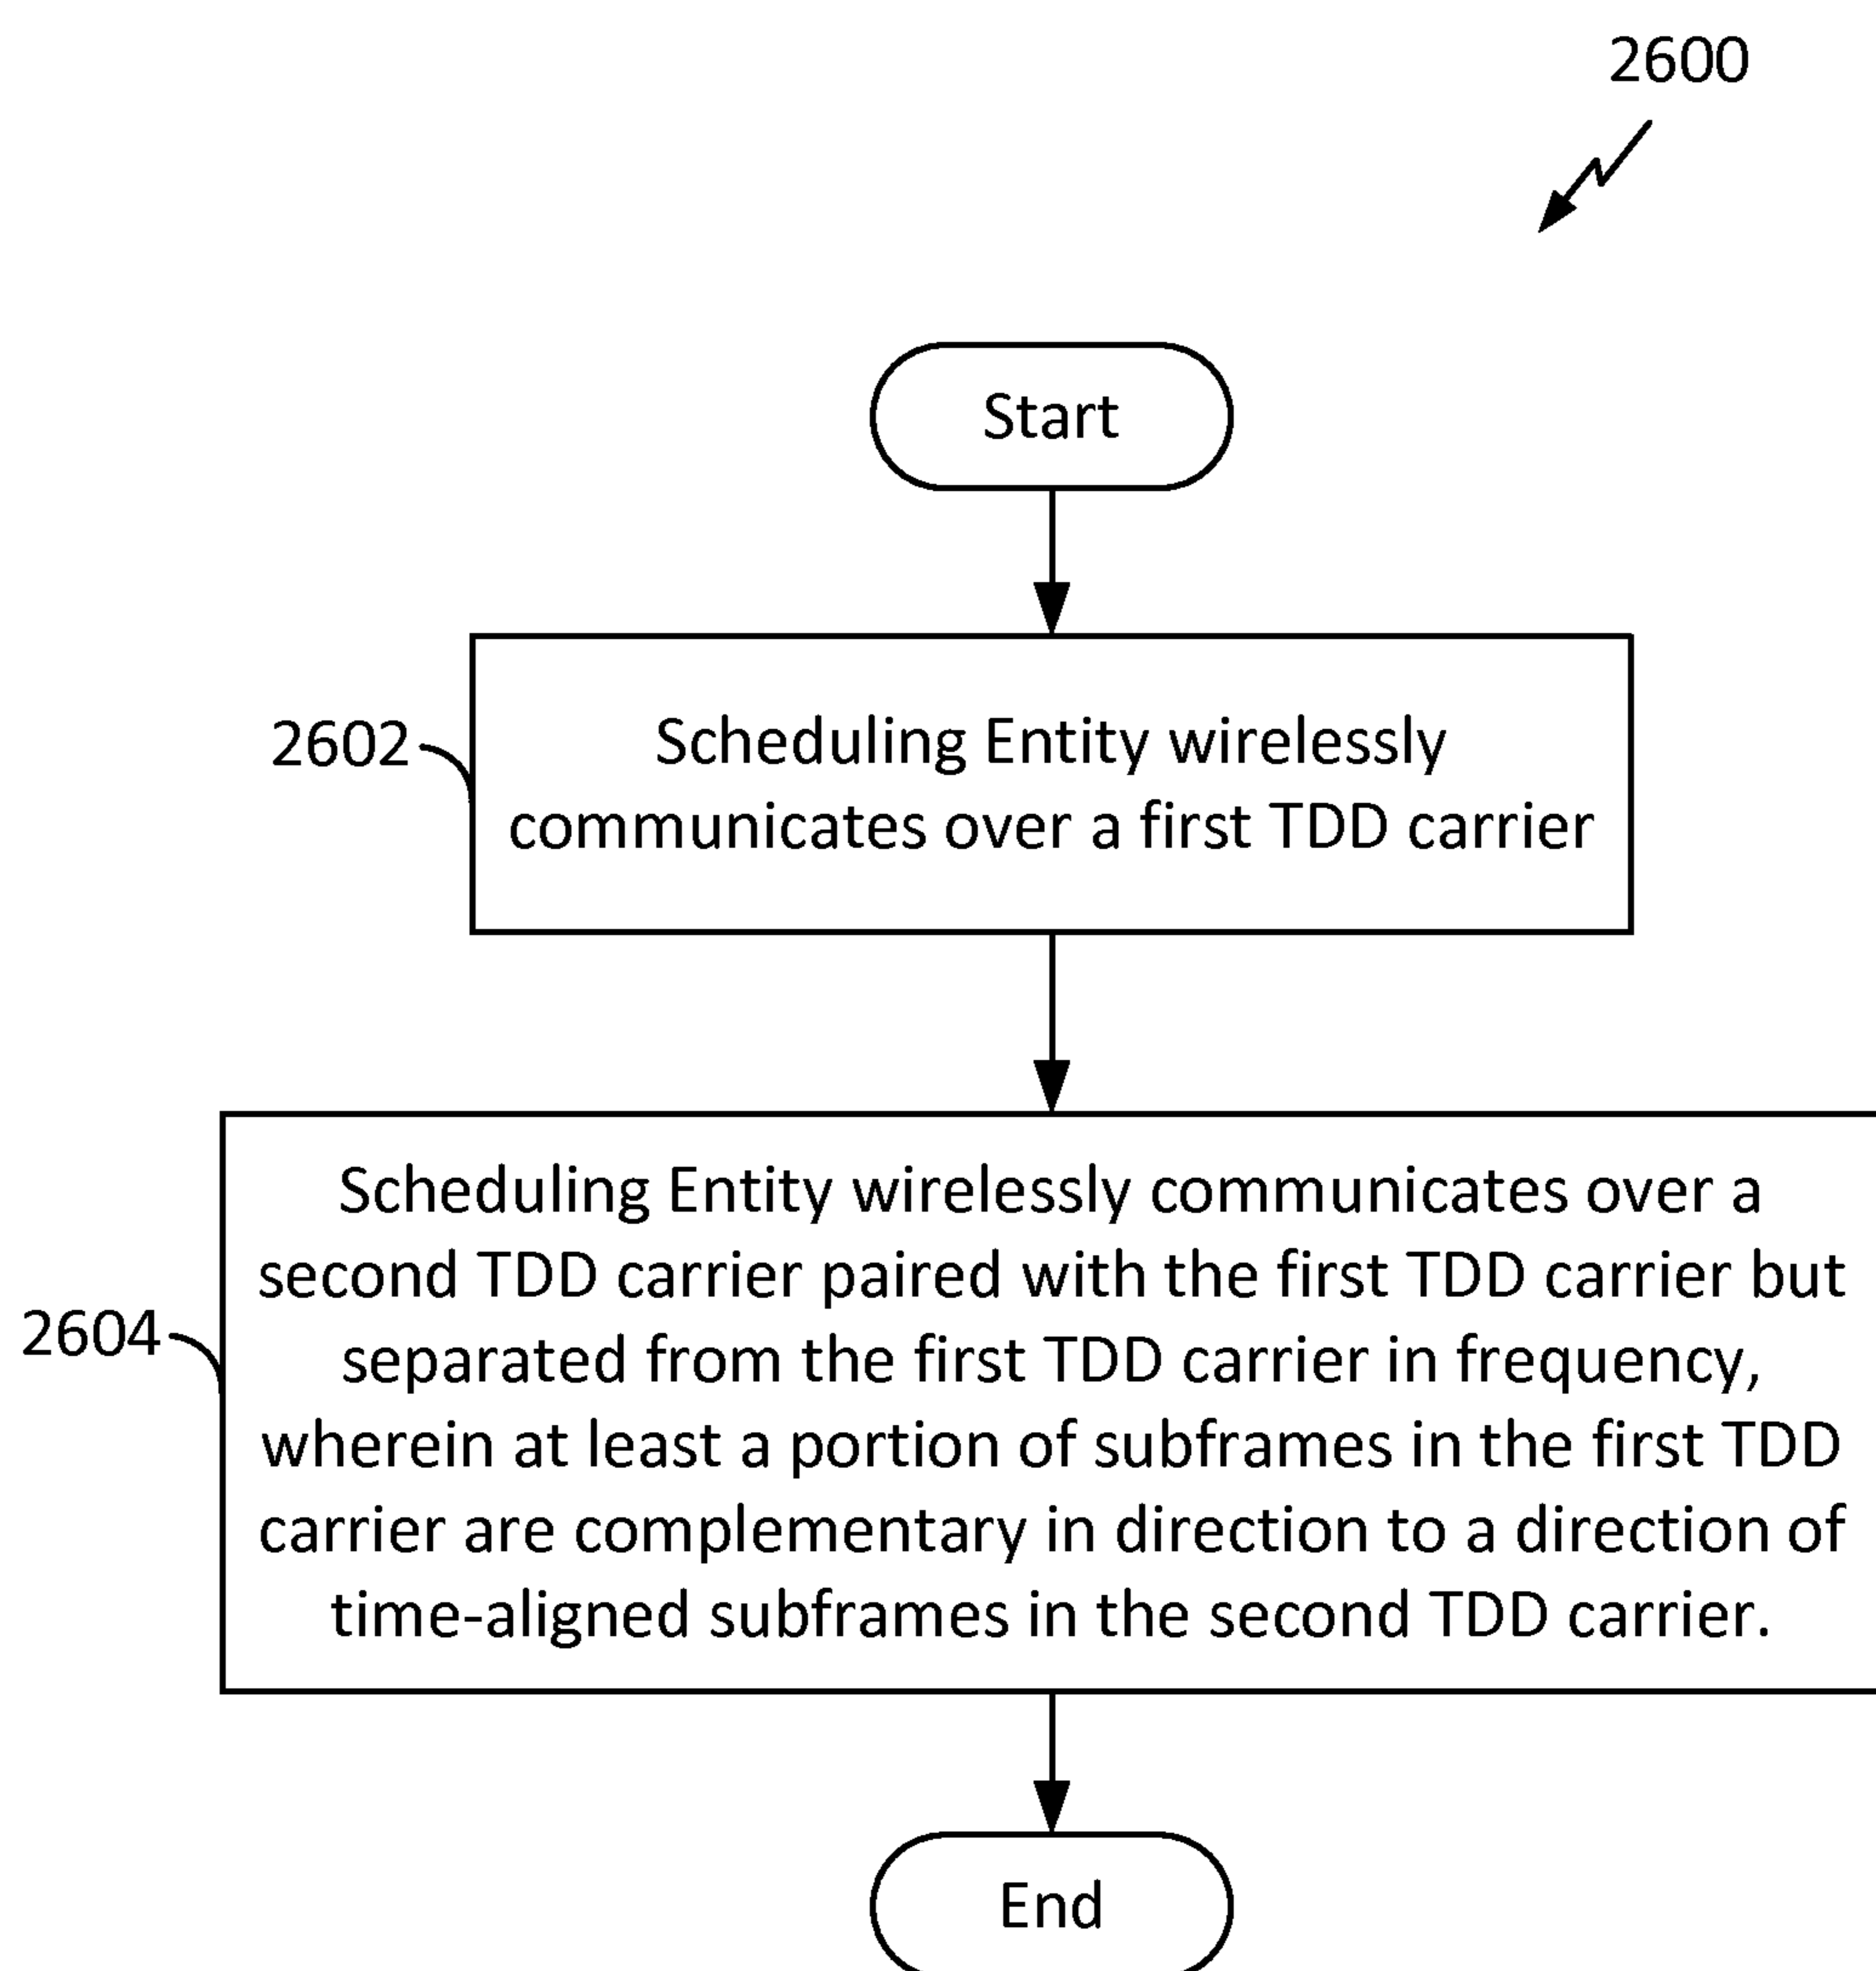 2600
Start
2602
Scheduling Entity wirelessly
communicates over a first TDD carrier
2604
Scheduling Entity wirelessly communicates over a
second TDD carrier paired with the first TDD carrier but
separated from the first TDD carrier in frequency,
wherein at least a portion of subframes in the first TDD
carrier are complementary in direction to a direction of
time-aligned subframes in the second TDD carrier.
End